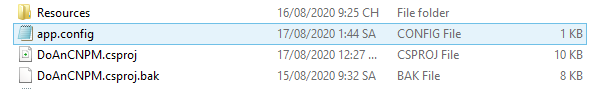 Resources 16/08/2020 9:25 CH File folder
app.config 17/08/2020 1:44 SA CONFIG File 1 KB
DoAnCNPM.csproj 17/08/2020 12:27 ... CSPROJ File 10 KB
DoAnCNPM.csproj.bak 15/08/2020 9:32 SA BAK File 8 KB